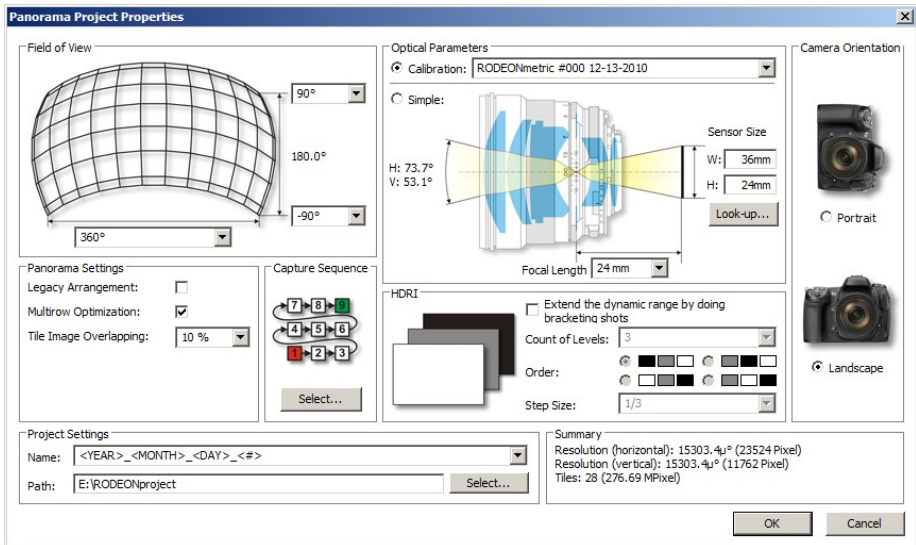 Panorama Project Properties
Field of View
90°
180.0°
-90°
360°
Optical Parameters
Calibration: RODEONmetric #000 12-13-2010
Simple:
H: 73.7°
V: 53.1°
Sensor Size
W: 36mm
H: 24mm
Look-up...
Focal Length 24 mm
Camera Orientation
Portrait
Landscape
Panorama Settings
Legacy Arrangement:
Multirow Optimization:
Tile Image Overlapping: 10 %
Capture Sequence
7 8 9
4 5 6
1 2 3
Select...
HDRI
Extend the dynamic range by doing
bracketing shots
Count of Levels: 3
Order:
Step Size: 1/3
Project Settings
Name: <YEAR>_<MONTH>_<DAY>_<#>
Path: E:\RODEONproject Select...
Summary
Resolution (horizontal): 15303.4µ° (23524 Pixel)
Resolution (vertical): 15303.4µ° (11762 Pixel)
Tiles: 28 (276.69 MPixel)
OK Cancel